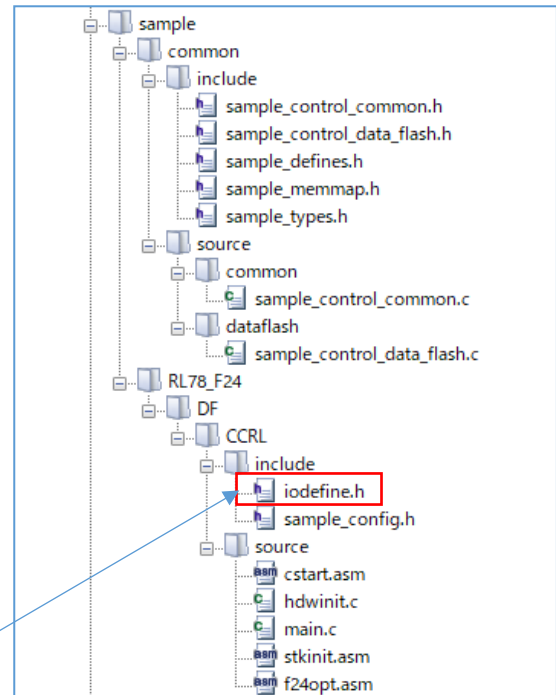 sample
common
include
sample_control_common.h
sample_control_data_flash.h
sample_defines.h
sample_memmap.h
sample_types.h
source
common
sample_control_common.c
dataflash
sample_control_data_flash.c
RL78_F24
DF
CCRL
include
iodefine.h
sample_config.h
source
cstart.asm
hdwinit.c
main.c
stkinit.asm
f24opt.asm